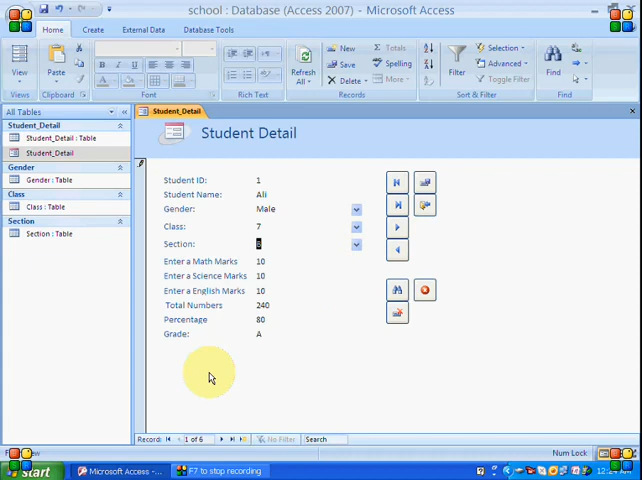 school : Database (Access 2007) - Microsoft Access
Home Create External Data Database Tools
View
Views
Paste
Clipboard
B I U
Font
Rich Text
Refresh All
New
Save
Delete
Totals
Spelling
More
Records
Filter
Selection
Advanced
Toggle Filter
Sort & Filter
Find
Find
All Tables
Student_Detail
Student_Detail : Table
Student_Detail
Gender
Gender : Table
Class
Class : Table
Section
Section : Table
Student_Detail
Student Detail
Student ID: 1
Student Name: Ali
Gender: Male
Class: 7
Section:
Enter a Math Marks 10
Enter a Science Marks 10
Enter a English Marks 10
Total Numbers 240
Percentage 80
Grade: A
Record: 1 of 6 No Filter Search
Num Lock
start Microsoft Access -... F7 to stop recording